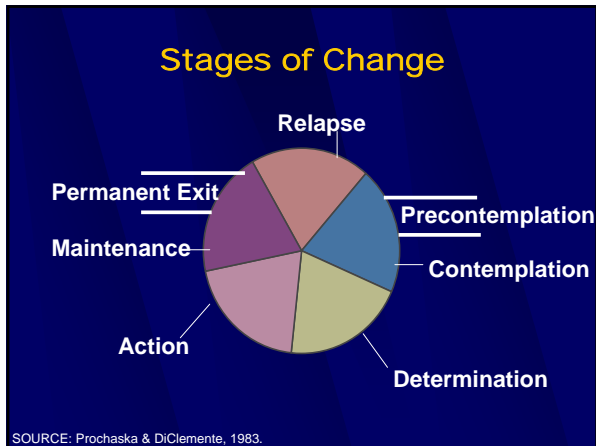 Stages of Change
Relapse
Permanent Exit
Precontemplation
Maintenance
Contemplation
Action
Determination
SOURCE: Prochaska & DiClemente, 1983.